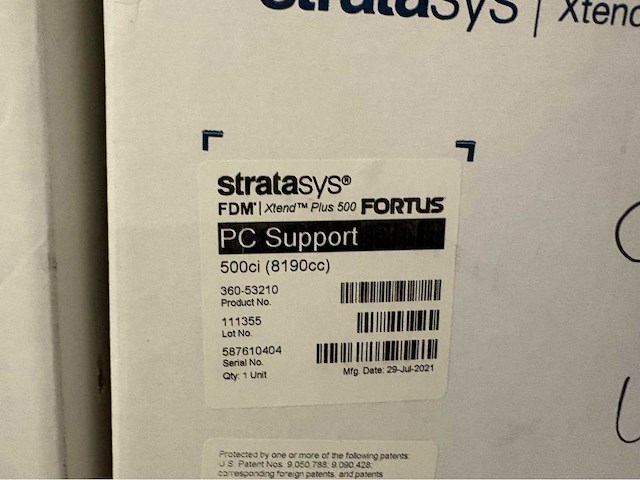 stratasys | Xtend
stratasys®
FDM® | Xtend™ Plus 500 FORTUS
PC Support
500ci (8190cc)
360-53210
Product No.
111355
Lot No.
587610404
Serial No.
Qty: 1 Unit
Mfg. Date: 29-Jul-2021
Protected by one or more of the following patents:
U.S. Patent Nos. 9,050,788; 9,090,428;
corresponding foreign patents, and patents